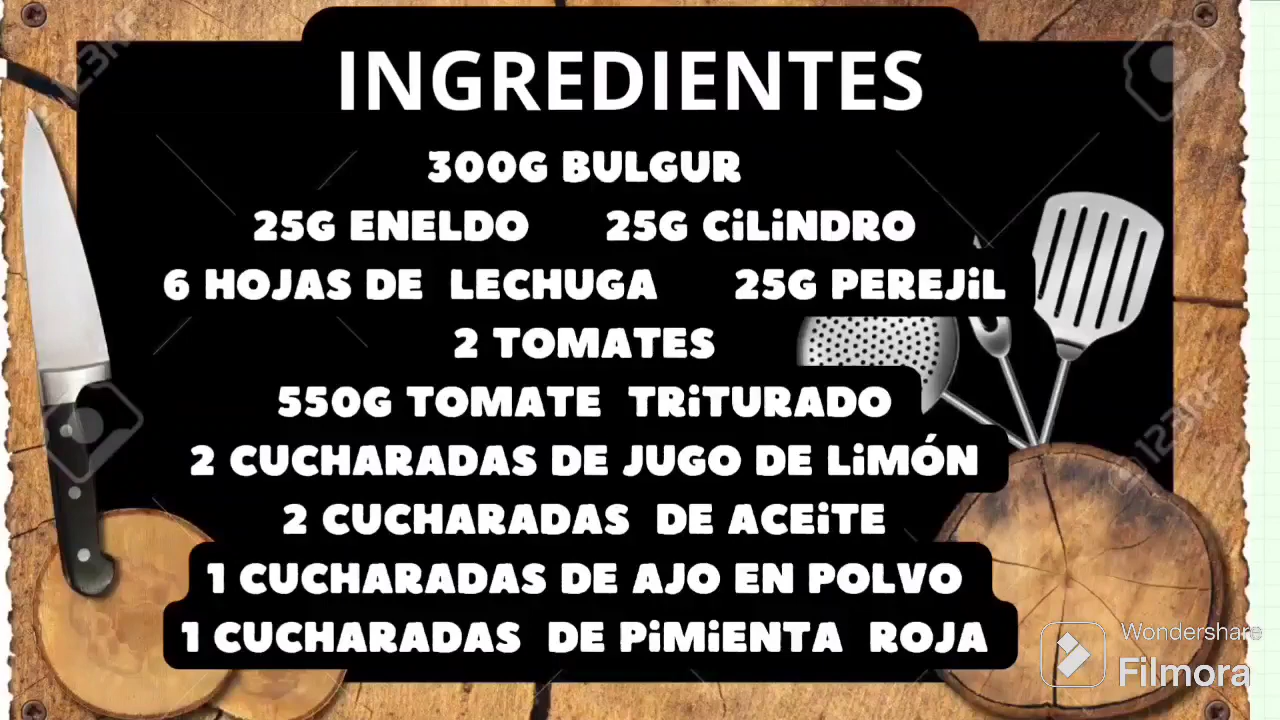 INGREDIENTES
300G BULGUR
25G ENELDO 25G CiLiNDRO
6 HOJAS DE LECHUGA 25G PEREJiL
2 TOMATES
550G TOMATE TRiTURADO
2 CUCHARADAS DE JUGO DE LiMÓN
2 CUCHARADAS DE ACEiTE
1 CUCHARADAS DE AJO EN POLVO
1 CUCHARADAS DE PiMiENTA ROJA
Wondershare
Filmora
123RF
123RF